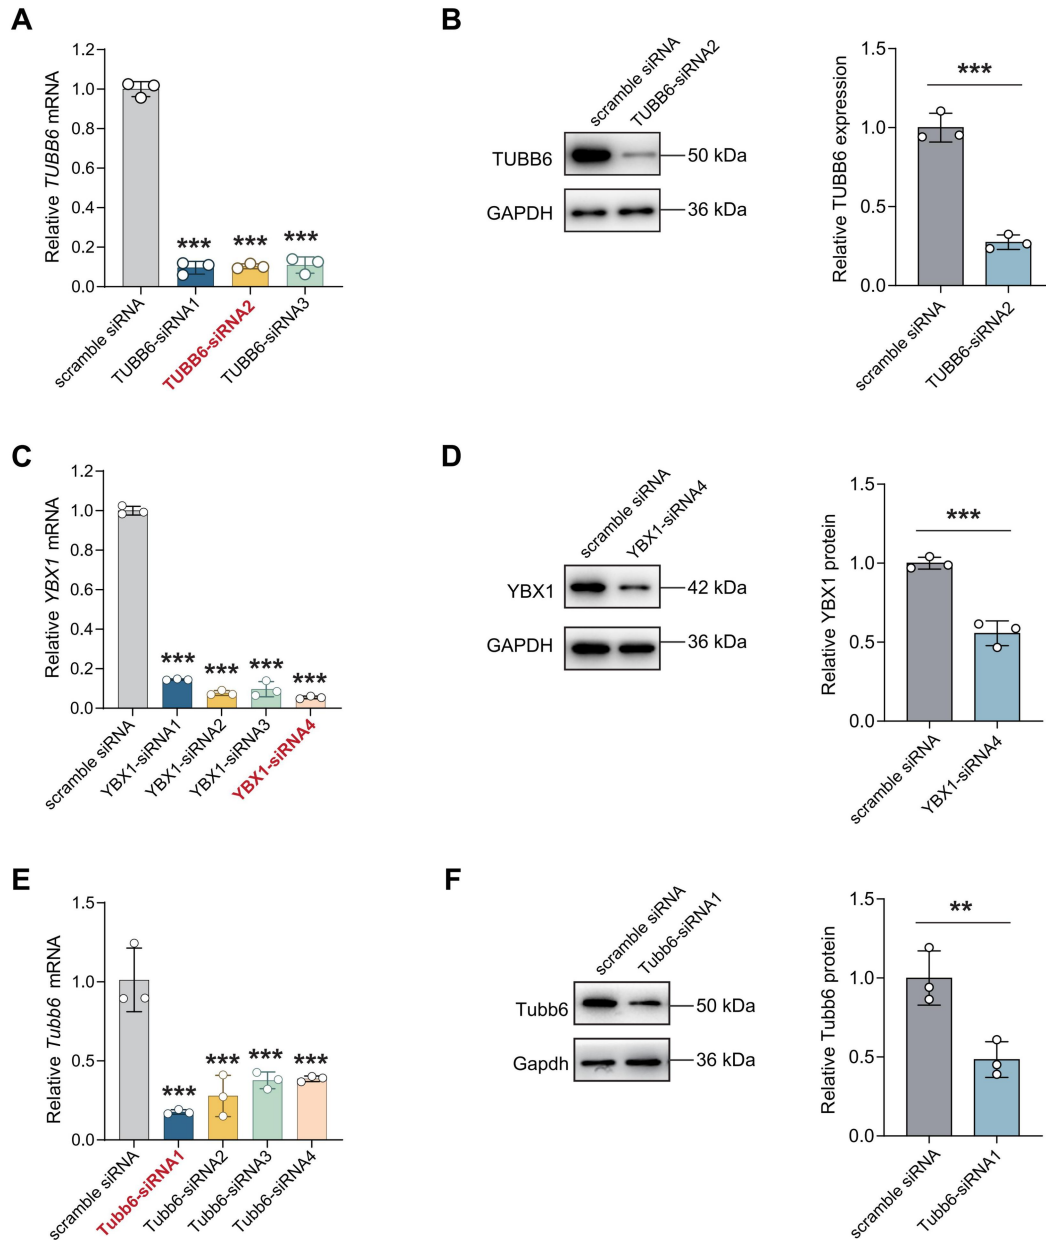 A
Relative TUBB6 mRNA
1.2
1.0
0.8
0.6
0.4
0.2
0.0
***
***
***
scramble siRNA
TUBB6-siRNA1
TUBB6-siRNA2
TUBB6-siRNA3
B
scramble siRNA
TUBB6-siRNA2
TUBB6
50 kDa
GAPDH
36 kDa
Relative TUBB6 expression
1.5
1.0
0.5
0.0
***
scramble siRNA
TUBB6-siRNA2
C
Relative YBX1 mRNA
1.2
1.0
0.8
0.6
0.4
0.2
0.0
***
***
***
***
scramble siRNA
YBX1-siRNA1
YBX1-siRNA2
YBX1-siRNA3
YBX1-siRNA4
D
scramble siRNA
YBX1-siRNA4
YBX1
42 kDa
GAPDH
36 kDa
Relative YBX1 protein
1.5
1.0
0.5
0.0
***
scramble siRNA
YBX1-siRNA4
E
Relative Tubb6 mRNA
1.5
1.0
0.5
0.0
***
***
***
***
scramble siRNA
Tubb6-siRNA1
Tubb6-siRNA2
Tubb6-siRNA3
Tubb6-siRNA4
F
scramble siRNA
Tubb6-siRNA1
Tubb6
50 kDa
Gapdh
36 kDa
Relative Tubb6 protein
1.5
1.0
0.5
0.0
**
scramble siRNA
Tubb6-siRNA1